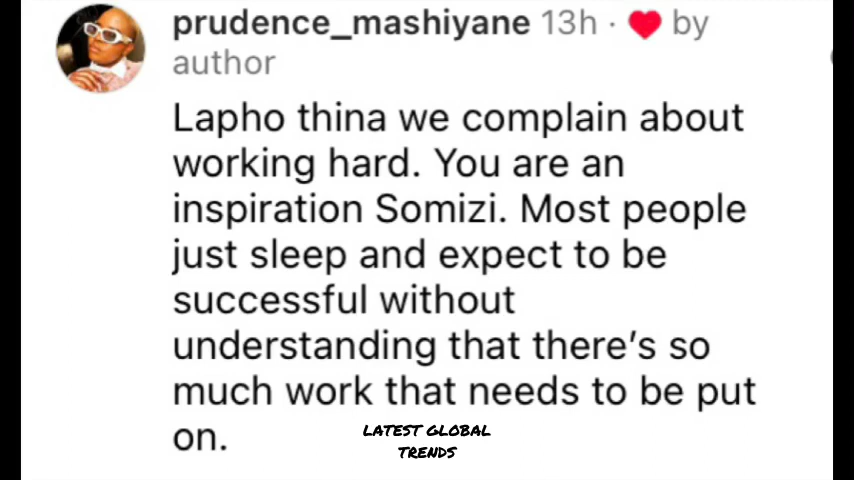 prudence_mashiyane 13h · ❤️ by
author
Lapho thina we complain about
working hard. You are an
inspiration Somizi. Most people
just sleep and expect to be
successful without
understanding that there's so
much work that needs to be put
on.
LATEST GLOBAL
TRENDS